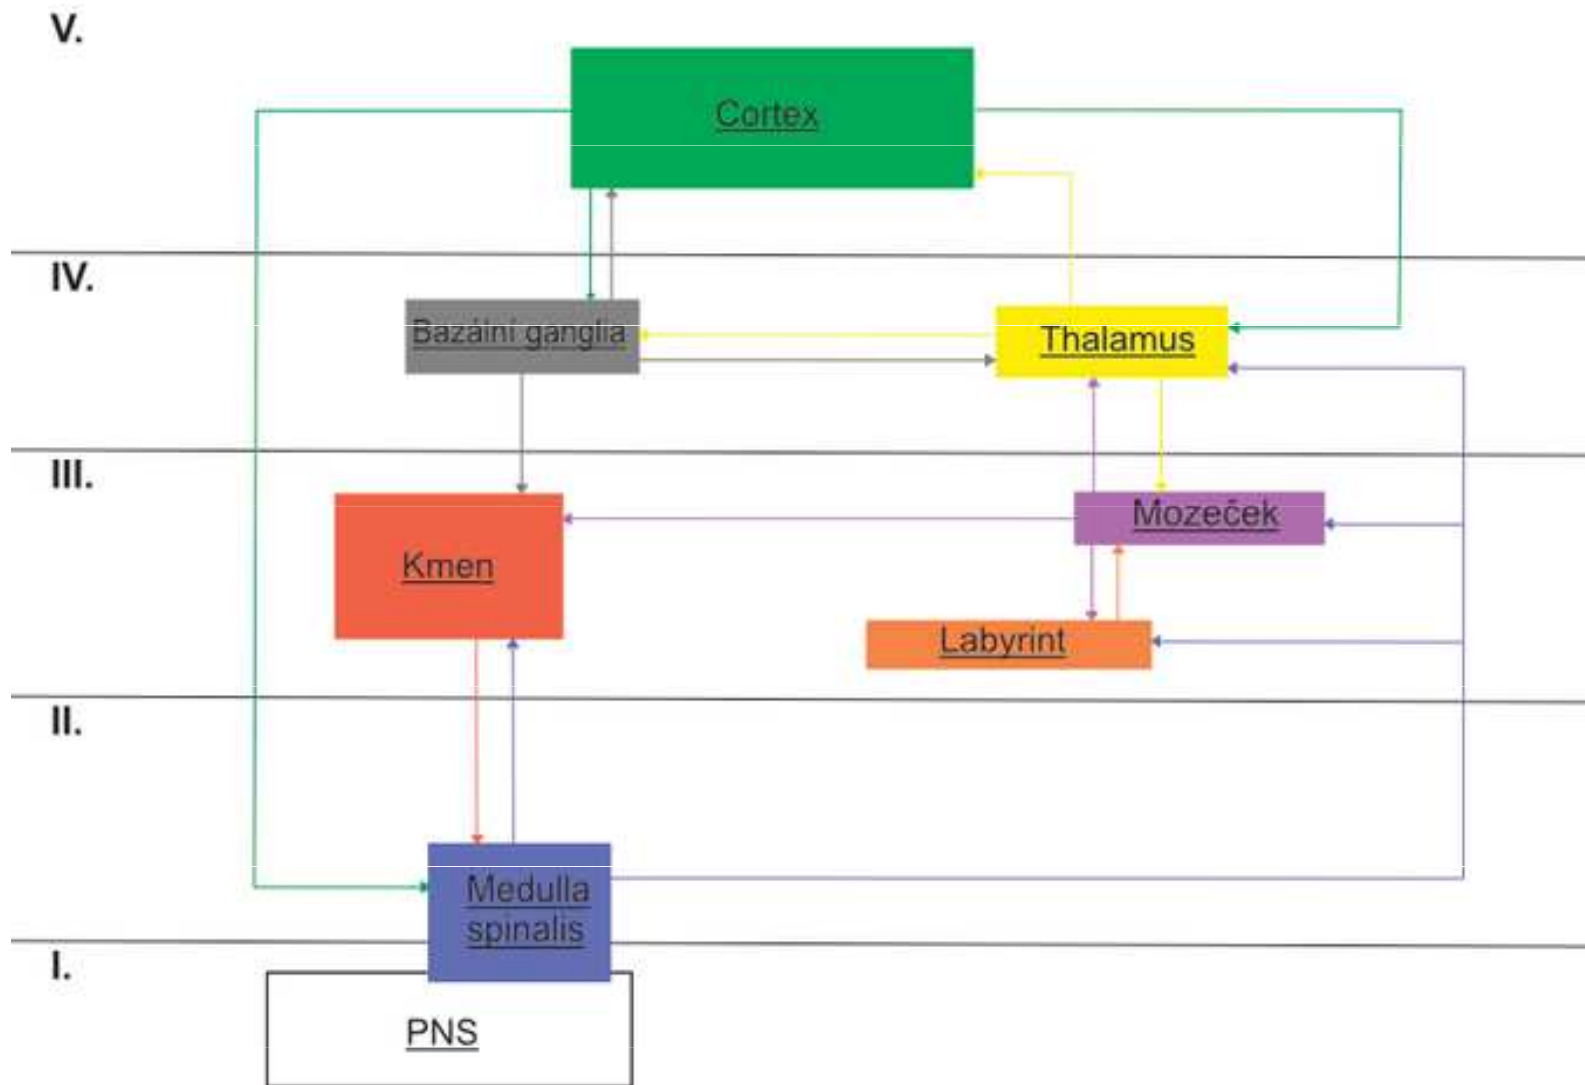 V.
Cortex
IV.
Bazální ganglia
Thalamus
III.
Mozeček
Kmen
Labyrint
II.
Medulla
spinalis
I.
PNS